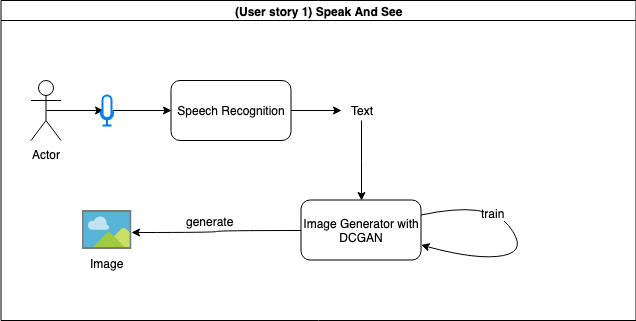 (User story 1) Speak And See
Speech Recognition
Text
Actor
Image Generator with
DCGAN
train
generate
Image